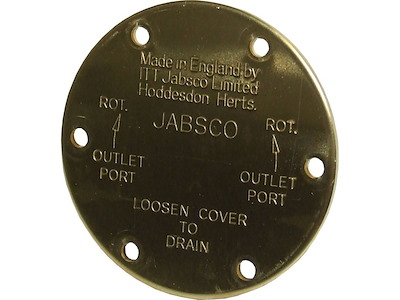 Made in England by
ITT Jabsco Limited
Hoddesdon Herts.
JABSCO
ROT.
OUTLET
PORT
ROT.
OUTLET
PORT
LOOSEN COVER
TO
DRAIN